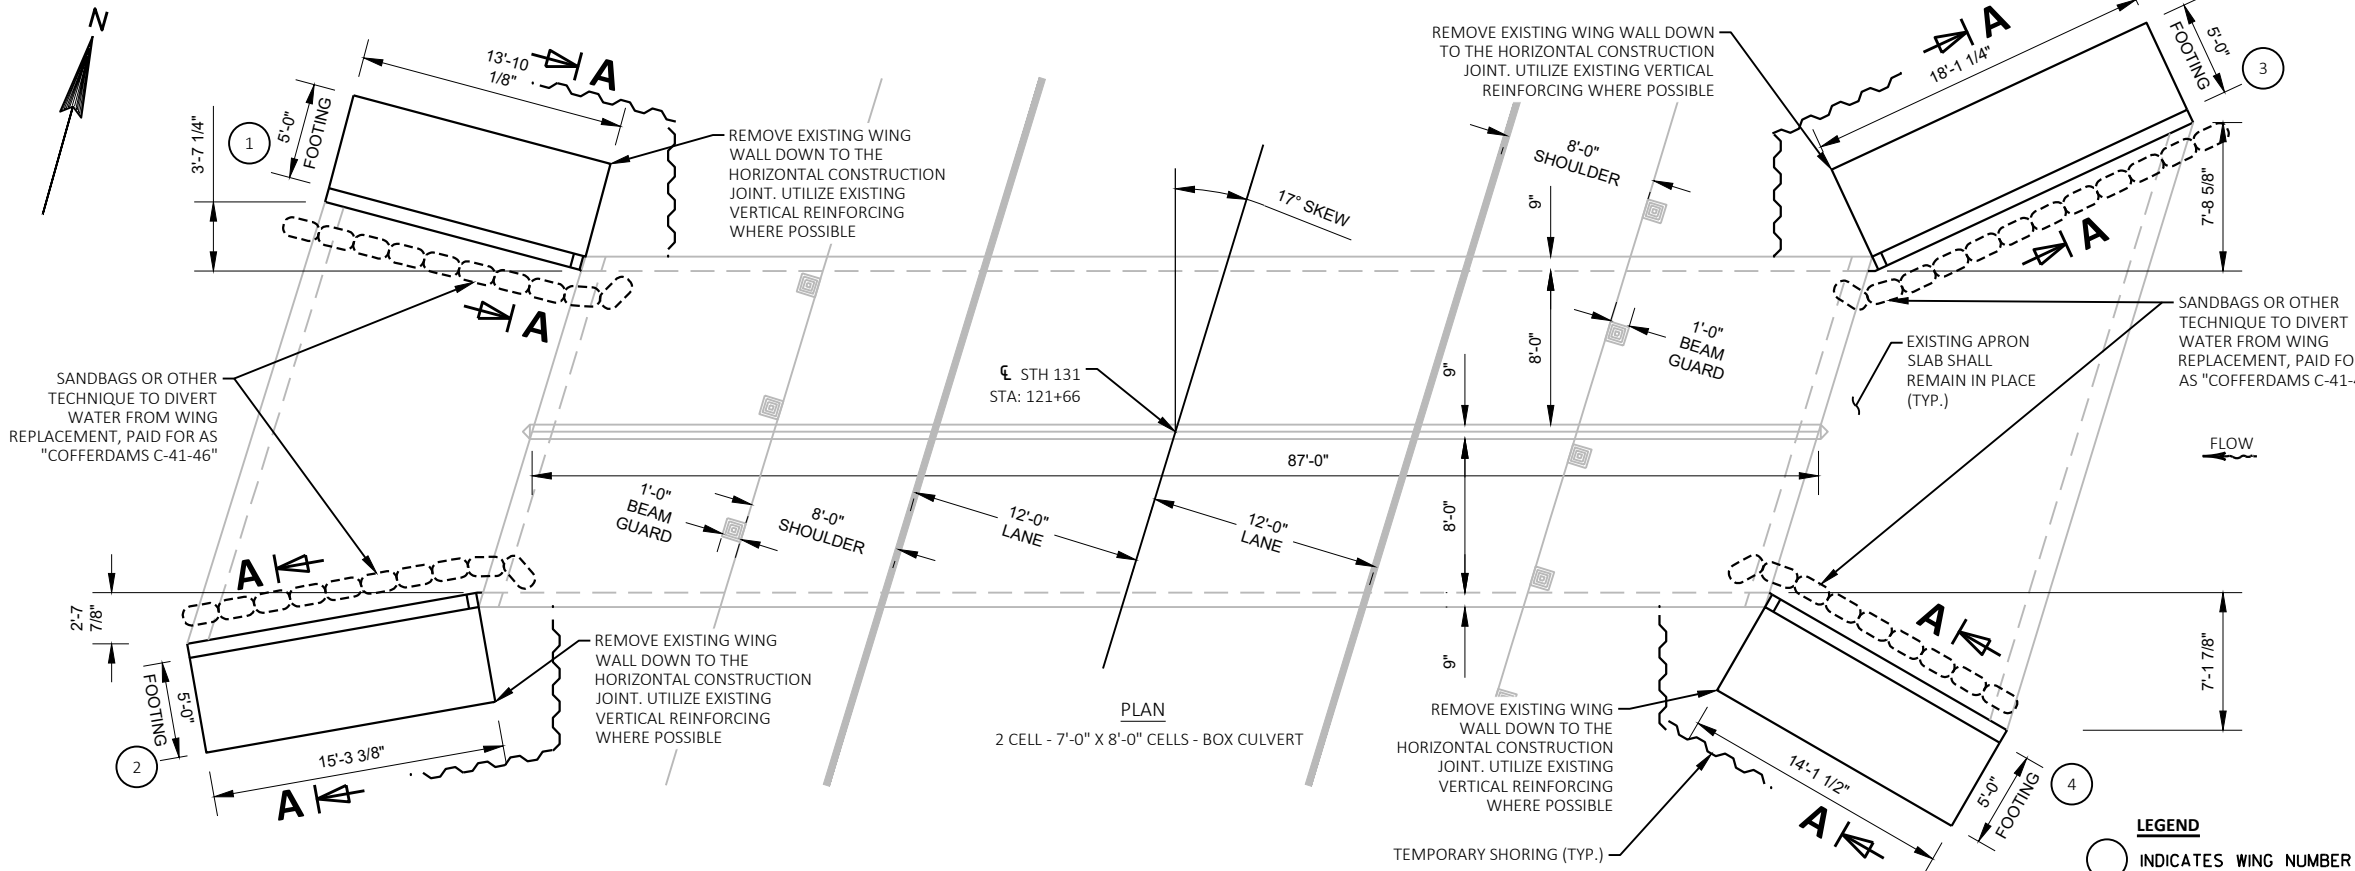 N
13'-10
1/8"
A
5'-0"
FOOTING
1
3'-7 1/4"
REMOVE EXISTING WING
WALL DOWN TO THE
HORIZONTAL CONSTRUCTION
JOINT. UTILIZE EXISTING
VERTICAL REINFORCING
WHERE POSSIBLE
A
REMOVE EXISTING WING WALL DOWN
TO THE HORIZONTAL CONSTRUCTION
JOINT. UTILIZE EXISTING VERTICAL
REINFORCING WHERE POSSIBLE
A
18'-1 1/4"
5'-0"
FOOTING
3
8'-0"
SHOULDER
9"
17° SKEW
7'-8 5/8"
A
SANDBAGS OR OTHER
TECHNIQUE TO DIVERT
WATER FROM WING
REPLACEMENT, PAID FOR AS
"COFFERDAMS C-41-46"
℄ STH 131
STA: 121+66
9"
8'-0"
1'-0"
BEAM
GUARD
EXISTING APRON
SLAB SHALL
REMAIN IN PLACE
(TYP.)
SANDBAGS OR OTHER
TECHNIQUE TO DIVERT
WATER FROM WING
REPLACEMENT, PAID FO
AS "COFFERDAMS C-41-
FLOW
87'-0"
1'-0"
BEAM
GUARD
8'-0"
SHOULDER
12'-0"
LANE
12'-0"
LANE
8'-0"
9"
A
2'-7
7/8"
5'-0"
FOOTING
2
15'-3 3/8"
A
REMOVE EXISTING WING
WALL DOWN TO THE
HORIZONTAL CONSTRUCTION
JOINT. UTILIZE EXISTING
VERTICAL REINFORCING
WHERE POSSIBLE
PLAN
2 CELL - 7'-0" X 8'-0" CELLS - BOX CULVERT
REMOVE EXISTING WING
WALL DOWN TO THE
HORIZONTAL CONSTRUCTION
JOINT. UTILIZE EXISTING
VERTICAL REINFORCING
WHERE POSSIBLE
TEMPORARY SHORING (TYP.)
A
7'-1 7/8"
14'-1 1/2"
5'-0"
FOOTING
4
A
LEGEND
INDICATES WING NUMBER